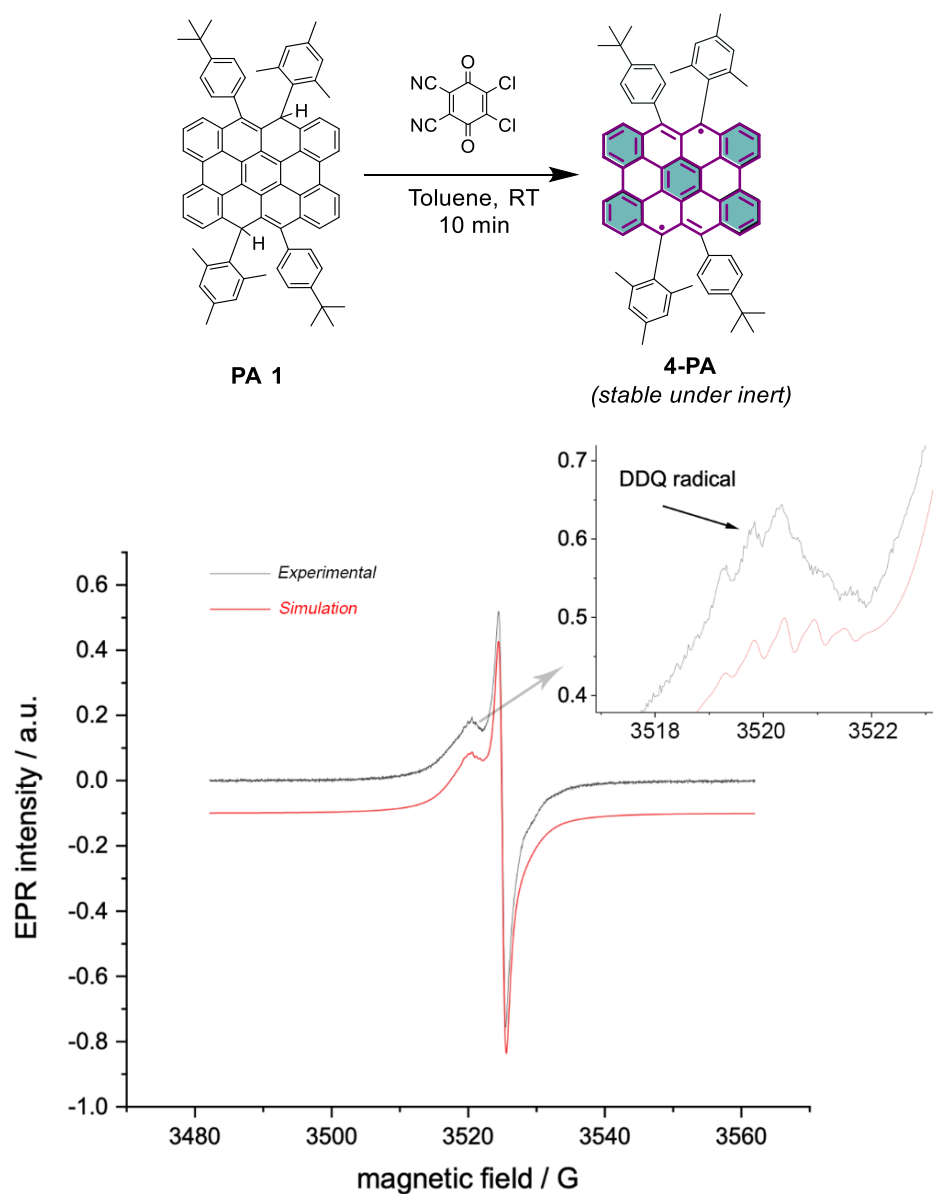 O
NC
Cl
NC
Cl
O
H
H
Toluene, RT
10 min
PA 1
4-PA
(stable under inert)
0.7
DDQ radical
0.6
0.5
0.4
3518
3520
3522
Experimental
Simulation
0.6
0.4
0.2
0.0
-0.2
-0.4
-0.6
-0.8
-1.0
EPR intensity / a.u.
3480
3500
3520
3540
3560
magnetic field / G